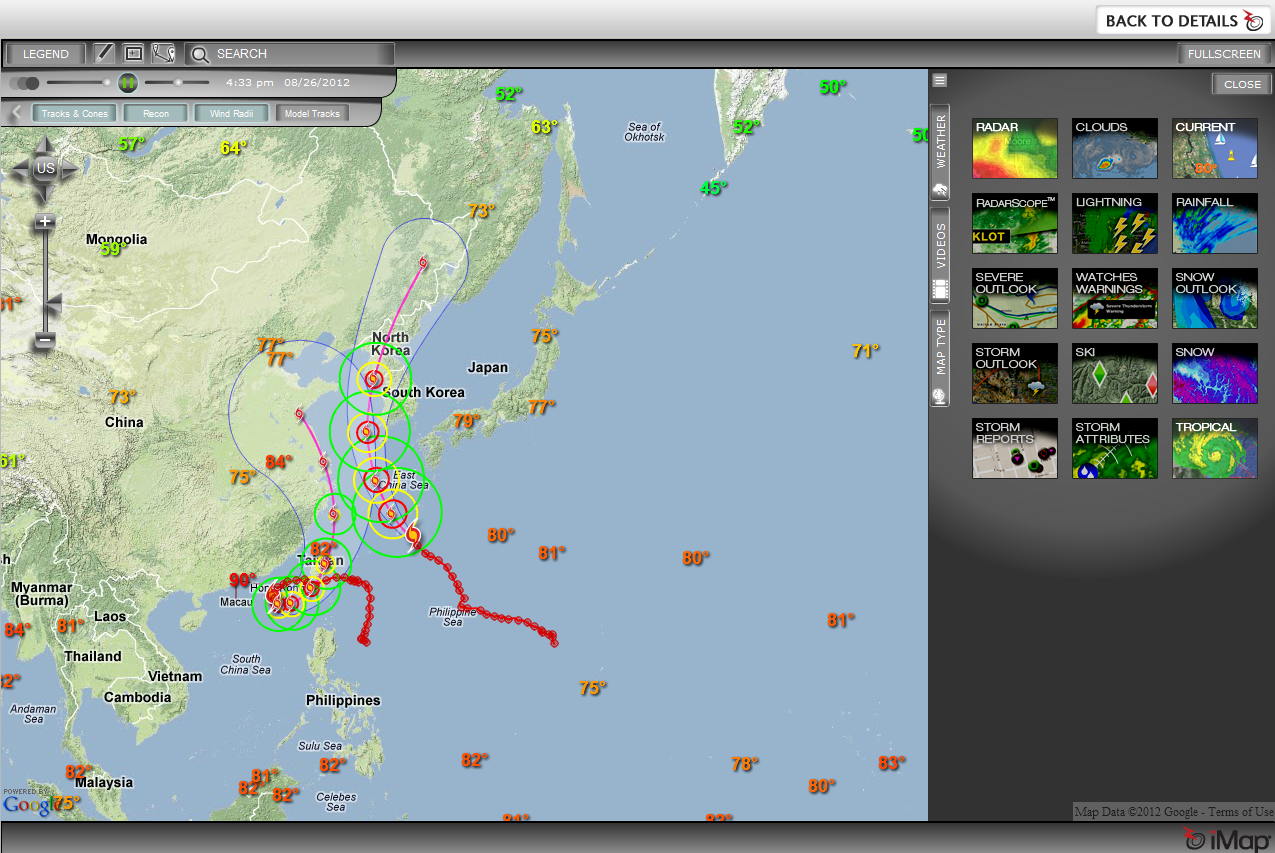 BACK TO DETAILS
LEGEND
SEARCH
FULLSCREEN
4:33 pm 08/26/2012
CLOSE
Tracks & Cones
Recon
Wind Radii
Model Tracks
US
WEATHER
VIDEOS
MAP TYPE
RADAR
Moore
CLOUDS
CURRENT
80°
RADARSCOPE™
KLOT
LIGHTNING
RAINFALL
SEVERE
OUTLOOK
WATCHES
WARNINGS
Severe Thunderstorm
Warning
SNOW
OUTLOOK
STORM
OUTLOOK
SKI
SNOW
STORM
REPORTS
STORM
ATTRIBUTES
TROPICAL
52°
50°
63°
Sea of
Okhotsk
52°
57°
64°
45°
73°
Mongolia
59°
77°
77°
North
Korea
75°
71°
Japan
South Korea
73°
China
79°
77°
61°
84°
75°
East
China Sea
80°
81°
80°
82°
90°
Macau
Myanmar
(Burma)
Laos
84°
81°
Philippine
Sea
81°
Thailand
South
China Sea
Vietnam
Cambodia
75°
Philippines
Andaman
Sea
Sulu Sea
82°
82°
78°
83°
82°
Malaysia
81°
82°
82°
80°
Celebes
Sea
POWERED BY
Google
75°
Map Data ©2012 Google - Terms of Use
iMap